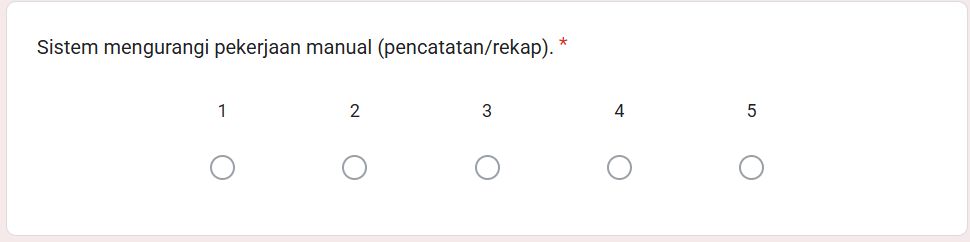 Sistem mengurangi pekerjaan manual (pencatatan/rekap). *
1 2 3 4 5